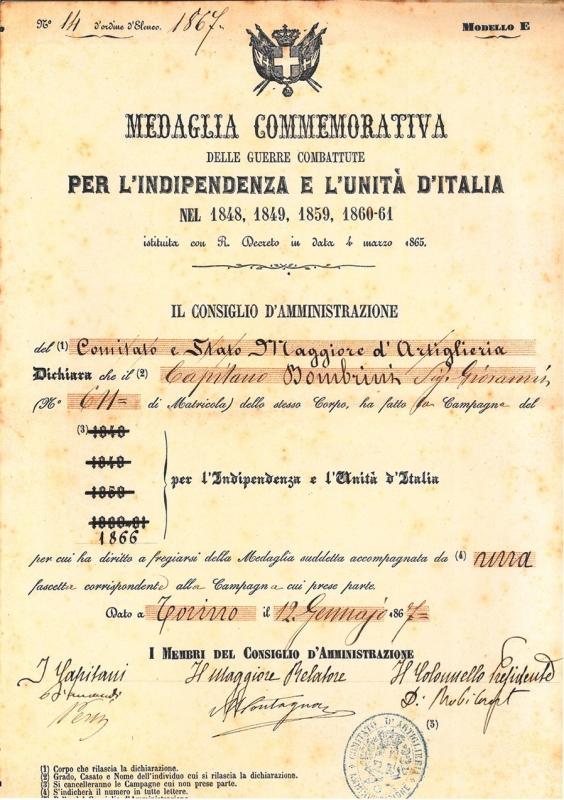 N° 14 d'ordine d'Elenco. 1867. MODELLO E
MEDAGLIA COMMEMORATIVA
DELLE GUERRE COMBATTUTE
PER L'INDIPENDENZA E L'UNITÀ D'ITALIA
NEL 1848, 1849, 1859, 1860-61
istituita con R. Decreto in data 4 marzo 1865.
IL CONSIGLIO D'AMMINISTRAZIONE
del (1) Comitato e Stato Maggiore d'Artiglieria
Dichiara che il (2) Capitano Bombrini Sigr Giovanni
(N° 611= di Matricola) dello stesso Corpo, ha fatto la Campagna del
(3) 1848
1849
1859
1860-61
1866
per l'Indipendenza e l'Unità d'Italia
per cui ha diritto a fregiarsi della Medaglia suddetta accompagnata da (4) una
fascetta corrispondente alla Campagna cui prese parte.
Dato a Torino il 12 Gennajo 1867=
I MEMBRI DEL CONSIGLIO D'AMMINISTRAZIONE
I Capitani Il Maggiore Relatore Il Colonnello Presidente
(5)
COMITATO D'ARTIGLIERIA
(1) Corpo che rilascia la dichiarazione.
(2) Grado, Casato e Nome dell'individuo cui si rilascia la dichiarazione.
(3) Si cancelleranno le Campagne cui non prese parte.
(4) S'indicherà il numero in tutte lettere.